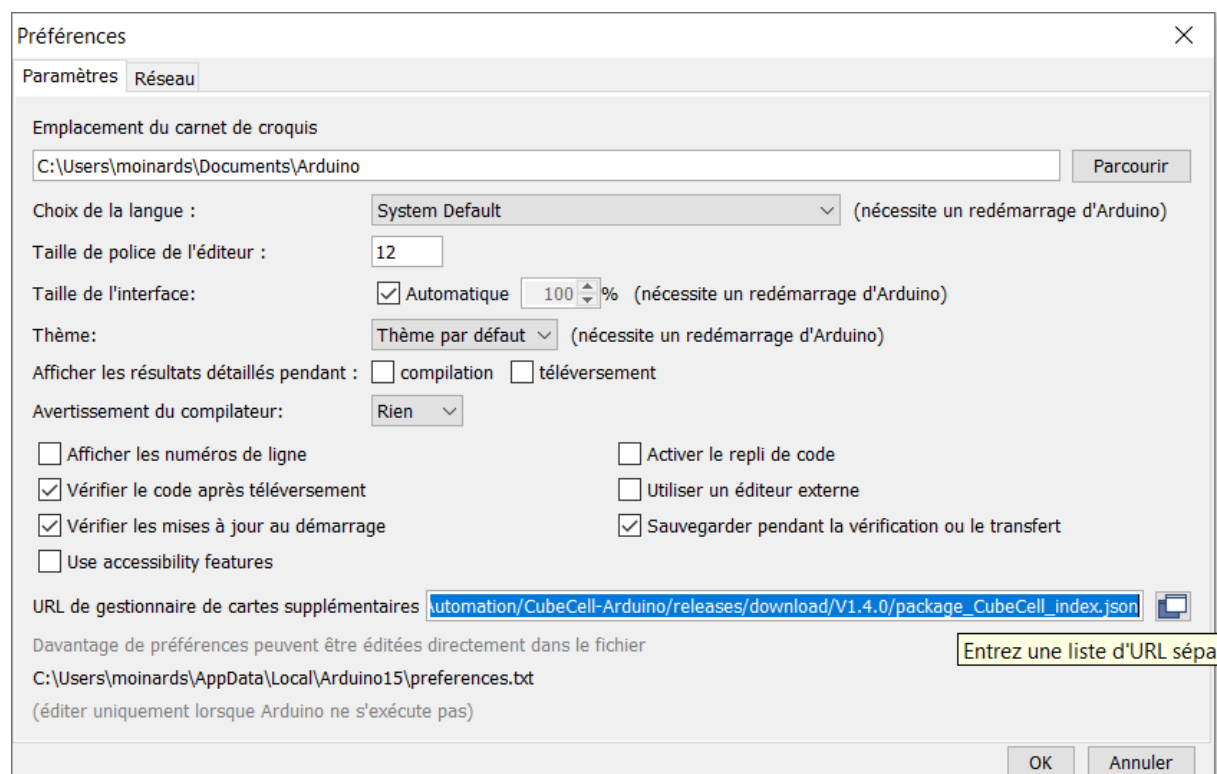 Préférences
Paramètres Réseau
Emplacement du carnet de croquis
C:\Users\moinards\Documents\Arduino Parcourir
Choix de la langue : System Default (nécessite un redémarrage d'Arduino)
Taille de police de l'éditeur : 12
Taille de l'interface: Automatique 100 % (nécessite un redémarrage d'Arduino)
Thème: Thème par défaut (nécessite un redémarrage d'Arduino)
Afficher les résultats détaillés pendant : compilation téléversement
Avertissement du compilateur: Rien
Afficher les numéros de ligne Activer le repli de code
Vérifier le code après téléversement Utiliser un éditeur externe
Vérifier les mises à jour au démarrage Sauvegarder pendant la vérification ou le transfert
Use accessibility features
URL de gestionnaire de cartes supplémentaires Automation/CubeCell-Arduino/releases/download/V1.4.0/package_CubeCell_index.json
Davantage de préférences peuvent être éditées directement dans le fichier
Entrez une liste d'URL sépa
C:\Users\moinards\AppData\Local\Arduino15\preferences.txt
(éditer uniquement lorsque Arduino ne s'exécute pas)
OK Annuler